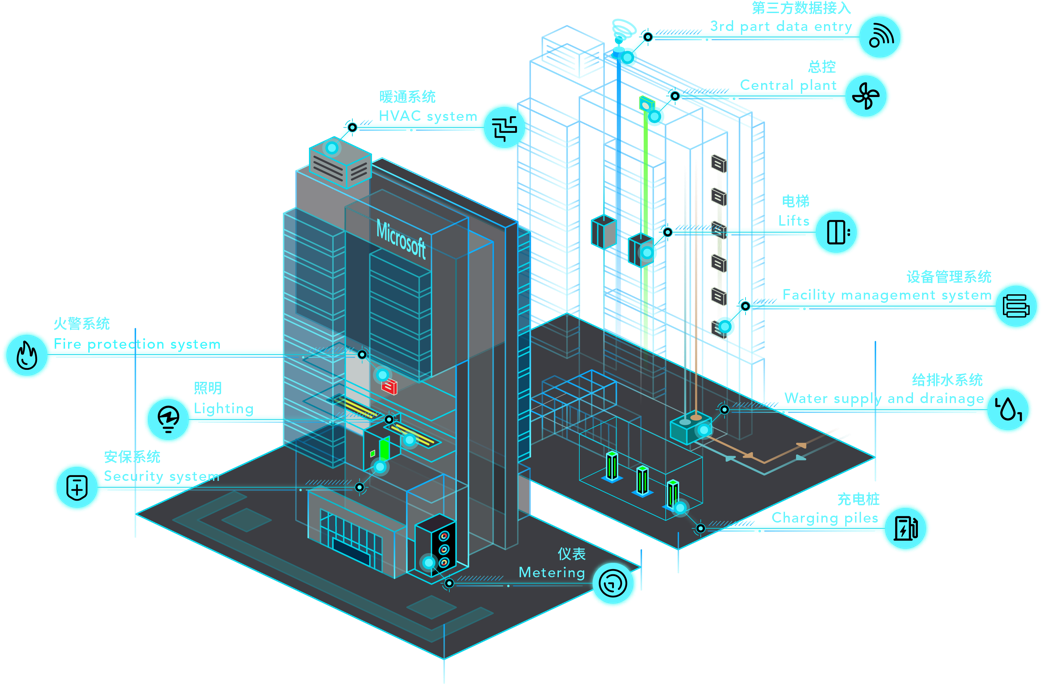 第三方数据接入
3rd part data entry
总控
Central plant
暖通系统
HVAC system
电梯
Lifts
Microsoft
设备管理系统
Facility management system
火警系统
Fire protection system
照明
Lighting
给排水系统
Water supply and drainage
安保系统
Security system
充电桩
Charging piles
仪表
Metering